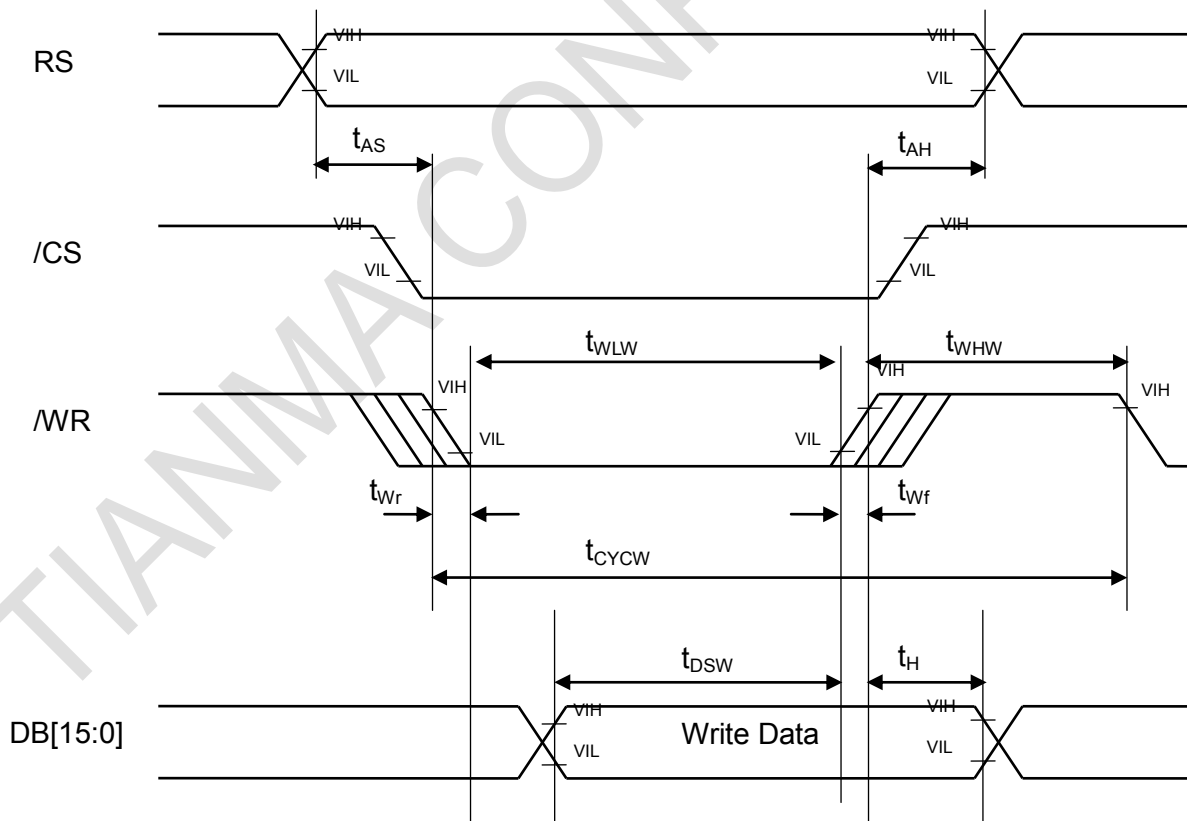 TIANMA CONF
RS
VIH
VIL
VIH
VIL
tAS
tAH
/CS
VIH
VIL
VIH
VIL
tWLW
tWHW
/WR
VIH
VIL
VIL
VIH
VIH
tWr
tWf
tCYCW
tDSW
tH
DB[15:0]
VIH
VIL
Write Data
VIH
VIL